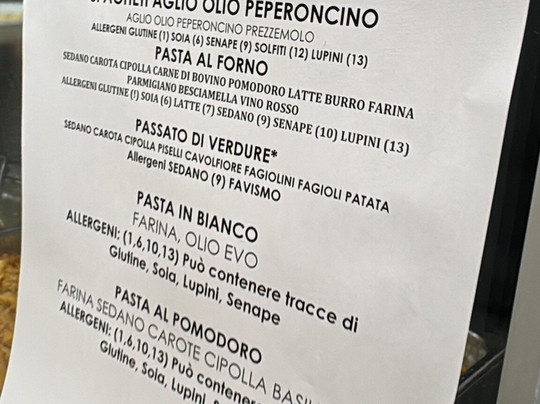 AGLIO OLIO PEPERONCINO
AGLIO OLIO PEPERONCINO PREZZEMOLO
ALLERGENI GLUTINE (1) SOIA (6) SENAPE (9) SOLFITI (12) LUPINI (13)
PASTA AL FORNO
SEDANO CAROTA CIPOLLA CARNE DI BOVINO POMODORO LATTE BURRO FARINA
PARMIGIANO BESCIAMELLA VINO ROSSO
ALLERGENI GLUTINE (!) SOIA (6) LATTE (7) SEDANO (9) SENAPE (10) LUPINI (13)
PASSATO DI VERDURE*
SEDANO CAROTA CIPOLLA PISELLI CAVOLFIORE FAGIOLINI FAGIOLI PATATA
Allergeni SEDANO (9) FAVISMO
PASTA IN BIANCO
FARINA, OLIO EVO
ALLERGENI: (1,6,10,13) Può contenere tracce di
Glutine, Soia, Lupini, Senape
PASTA AL POMODORO
FARINA SEDANO CAROTE CIPOLLA
ALLERGENI: (1,6,10,13) Può
Glutine, Soia, Lupini,